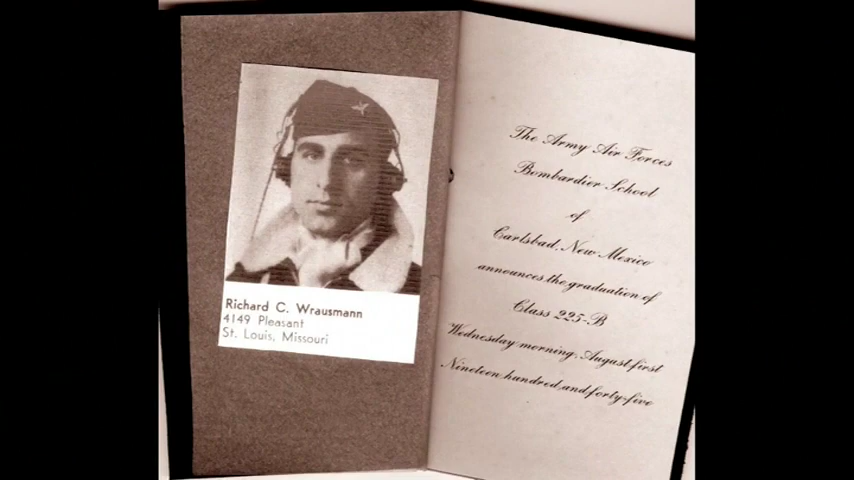 Richard C. Wrausmann
4149 Pleasant
St. Louis, Missouri
The Army Air Forces
Bombardier School
of
Carlsbad, New Mexico
announces the graduation of
Class 225-B
Wednesday morning, August first
Nineteen hundred and forty-five